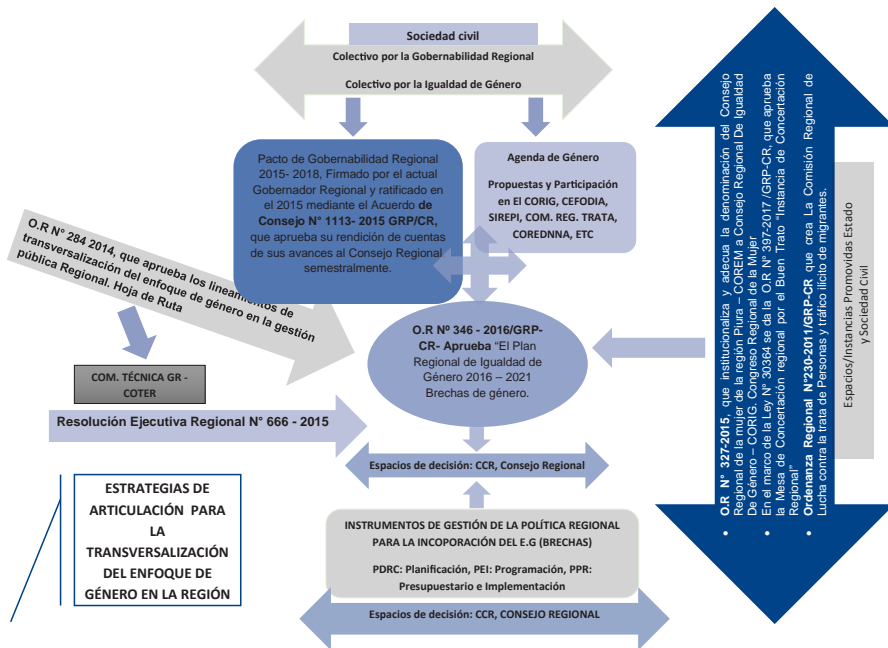 Sociedad civil
Colectivo por la Gobernabilidad Regional
Colectivo por la Igualdad de Género
Pacto de Gobernabilidad Regional
2015- 2018, Firmado por el actual
Gobernador Regional y ratificado en
el 2015 mediante el Acuerdo de
Consejo N° 1113- 2015 GRP/CR,
que aprueba su rendición de cuentas
de sus avances al Consejo Regional
semestralmente.
Agenda de Género
Propuestas y Participación
en El CORIG, CEFODIA,
SIREPI, COM. REG. TRATA,
COREDNNA, ETC
O.R N° 284 2014, que aprueba los lineamientos de
transversalización del enfoque de género en la gestión
pública Regional. Hoja de Ruta
COM. TÉCNICA GR -
COTER
Resolución Ejecutiva Regional N° 666 - 2015
O.R Nº 346 - 2016/GRP-
CR- Aprueba “El Plan
Regional de Igualdad de
Género 2016 – 2021
Brechas de género.
Espacios de decisión: CCR, Consejo Regional
INSTRUMENTOS DE GESTIÓN DE LA POLÍTICA REGIONAL
PARA LA INCOPORACIÓN DEL E.G (BRECHAS)
PDRC: Planificación, PEI: Programación, PPR:
Presupuestario e Implementación
Espacios de decisión: CCR, CONSEJO REGIONAL
ESTRATEGIAS DE
ARTICULACIÓN PARA
LA
TRANSVERSALIZACIÓN
DEL ENFOQUE DE
GÉNERO EN LA REGIÓN
• O.R N° 327-2015, que institucionaliza y adecua la denominación del Consejo
Regional de la mujer de la región Piura – COREM a Consejo Regional De Igualdad
De Género – CORIG. Congreso Regional de la Mujer
• En el marco de la Ley N° 30364 se da la O.R N° 397-2017 /GRP-CR, que aprueba
la Mesa de Concertación regional por el Buen Trato “Instancia de Concertación
Regional”
• Ordenanza Regional N°230-2011/GRP-CR que crea La Comisión Regional de
Lucha contra la trata de Personas y tráfico ilícito de migrantes.
Espacios/Instancias Promovidas Estado
y Sociedad Civil